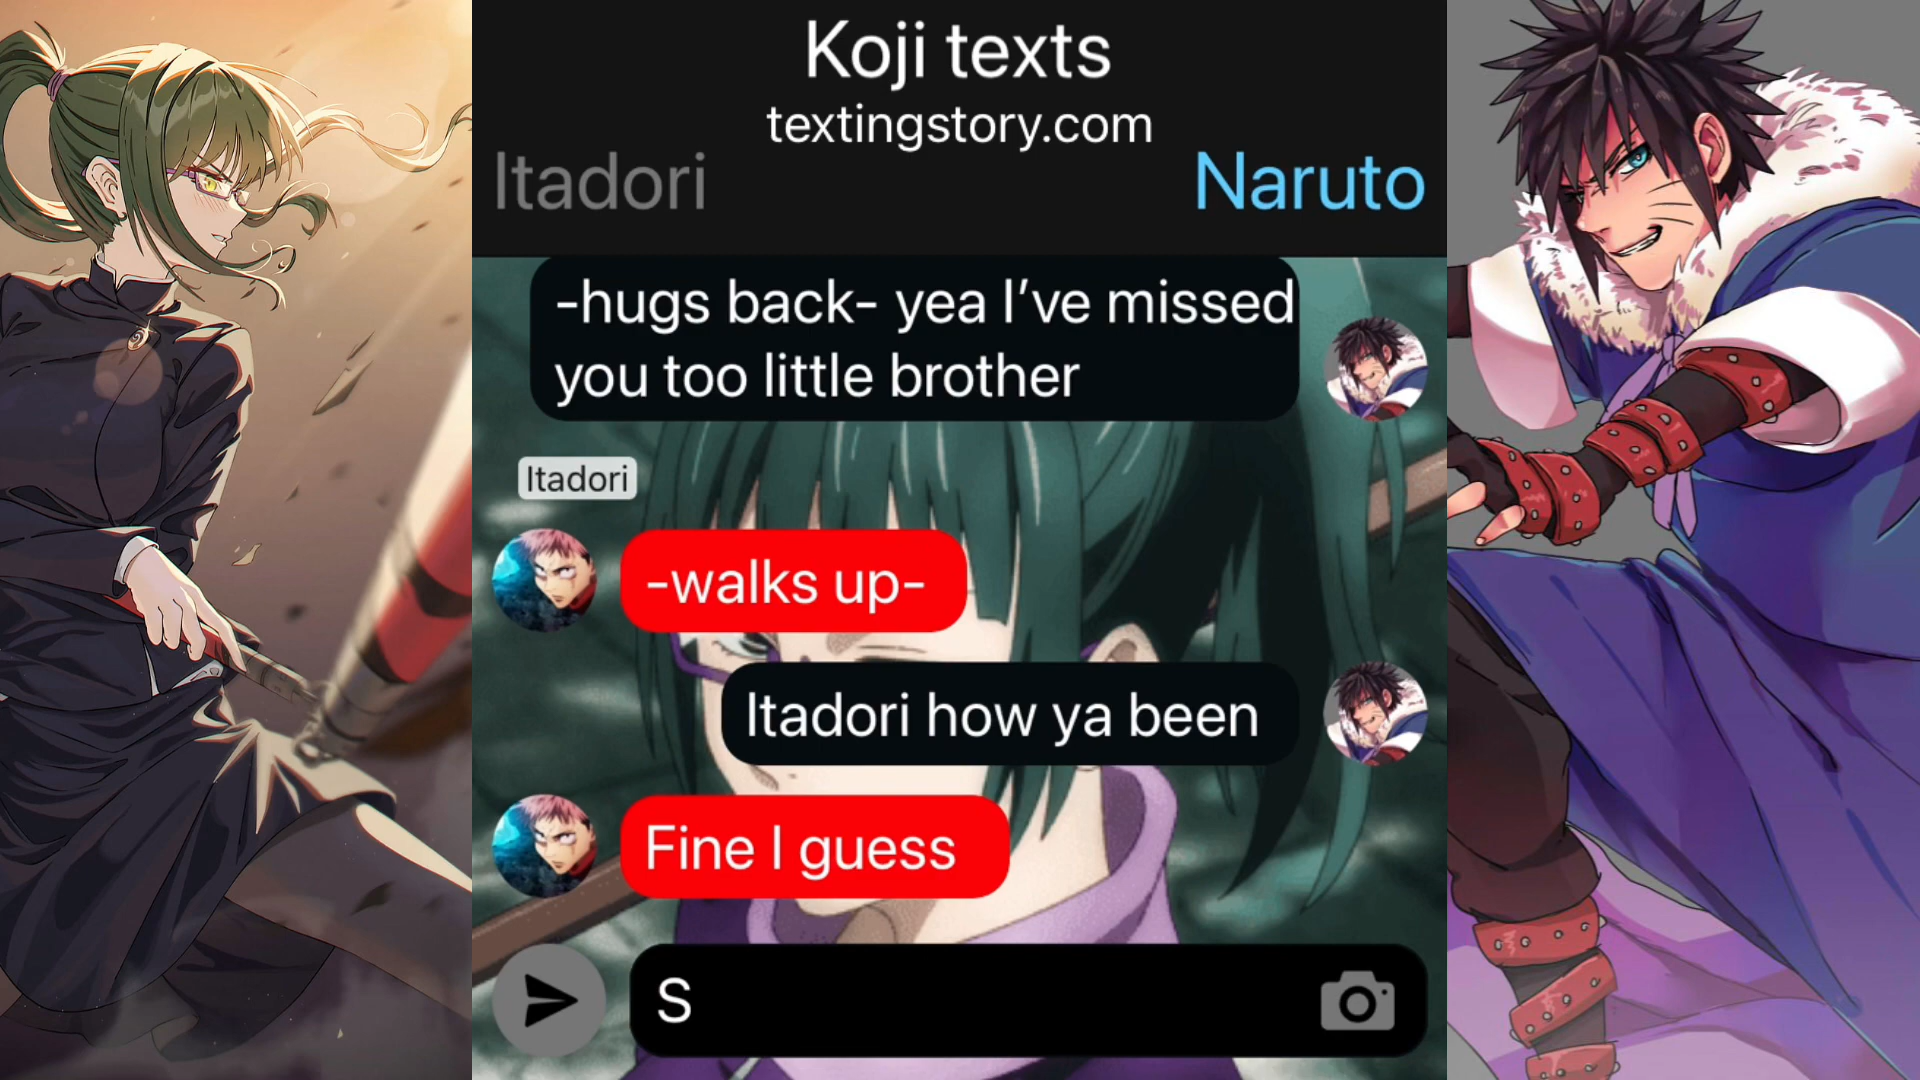 Koji texts
textingstory.com
Itadori
Naruto
-hugs back- yea I’ve missed
you too little brother
Itadori
-walks up-
Itadori how ya been
Fine I guess
S